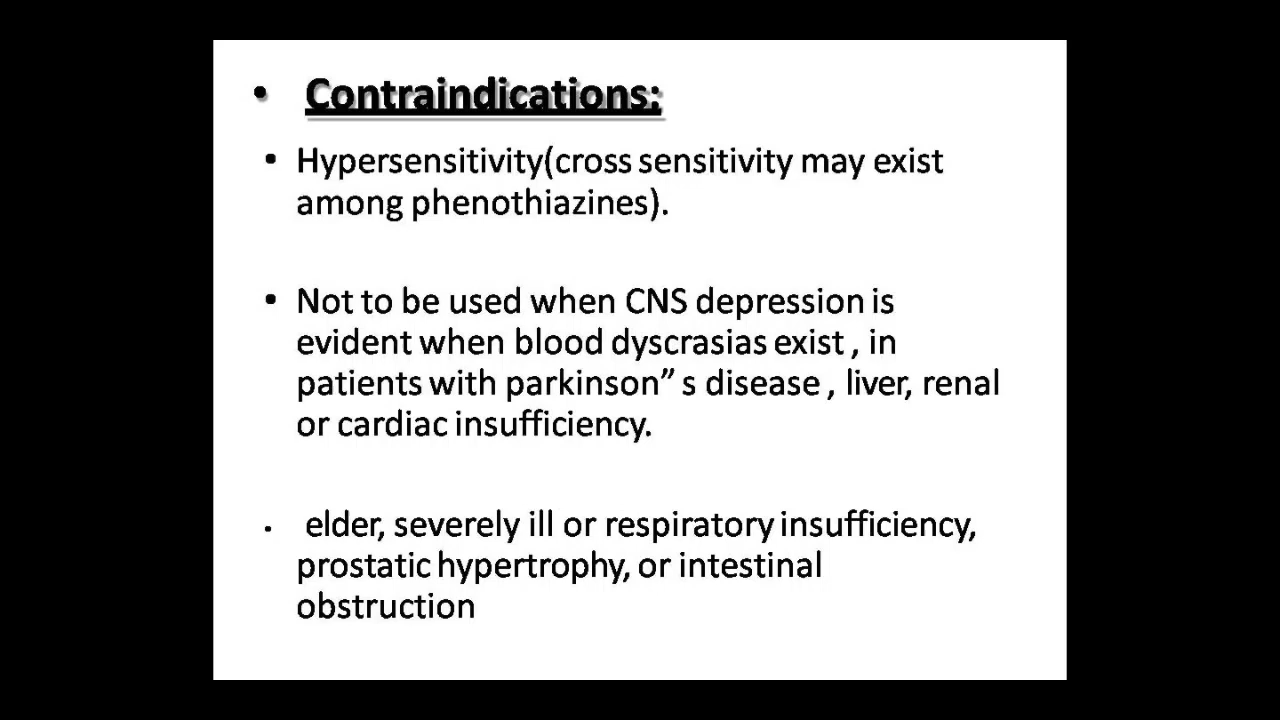 • Contraindications:
• Hypersensitivity(cross sensitivity may exist
among phenothiazines).
• Not to be used when CNS depression is
evident when blood dyscrasias exist , in
patients with parkinson” s disease , liver, renal
or cardiac insufficiency.
• elder, severely ill or respiratory insufficiency,
prostatic hypertrophy, or intestinal
obstruction